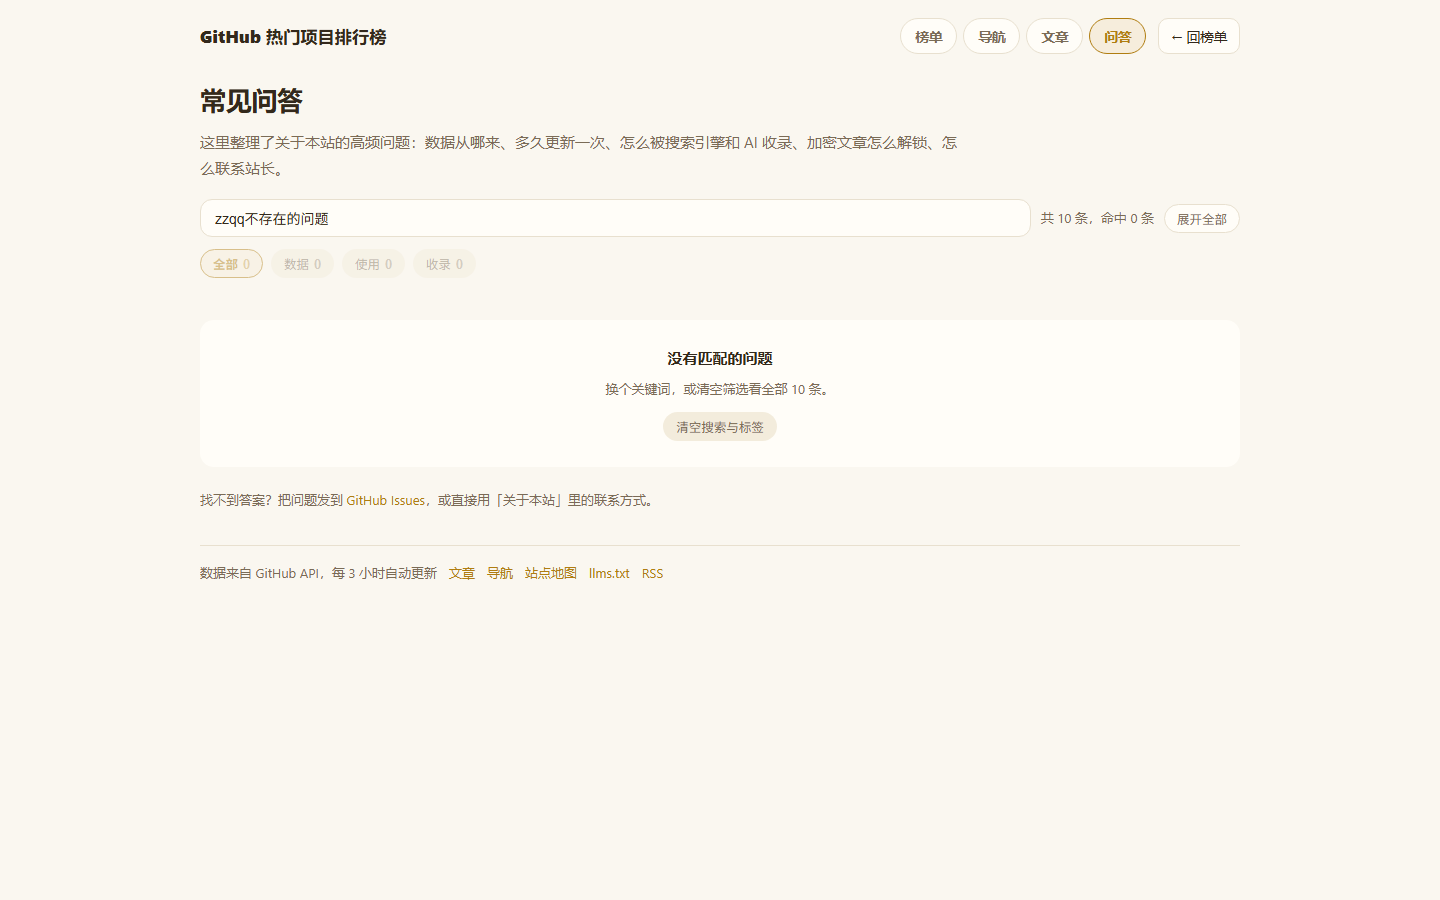 GitHub 热门项目排行榜
榜单 导航 文章 问答 ← 回榜单
常见问答
这里整理了关于本站的高频问题：数据从哪来、多久更新一次、怎么被搜索引擎和 AI 收录、加密文章怎么解锁、怎
么联系站长。
zzqq不存在的问题 共 10 条，命中 0 条 展开全部
全部 0 数据 0 使用 0 收录 0
没有匹配的问题
换个关键词，或清空筛选看全部 10 条。
清空搜索与标签
找不到答案？把问题发到 GitHub Issues，或直接用「关于本站」里的联系方式。
数据来自 GitHub API，每 3 小时自动更新 文章 导航 站点地图 llms.txt RSS